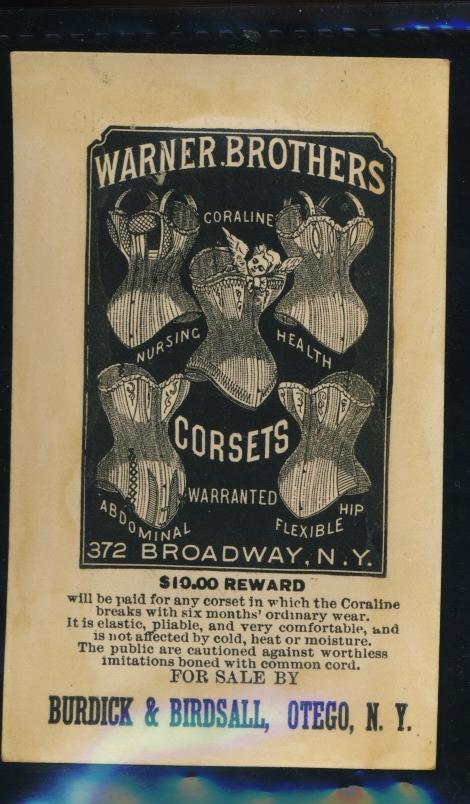 WARNER BROTHERS
CORALINE
NURSING
HEALTH
CORSETS
ABDOMINAL
WARRANTED
FLEXIBLE HIP
372 BROADWAY, N.Y.
$10.00 REWARD
will be paid for any corset in which the Coraline
breaks with six months' ordinary wear.
It is elastic, pliable, and very comfortable, and
is not affected by cold, heat or moisture.
The public are cautioned against worthless
imitations boned with common cord.
FOR SALE BY
BURDICK & BIRDSALL, OTEGO, N. Y.